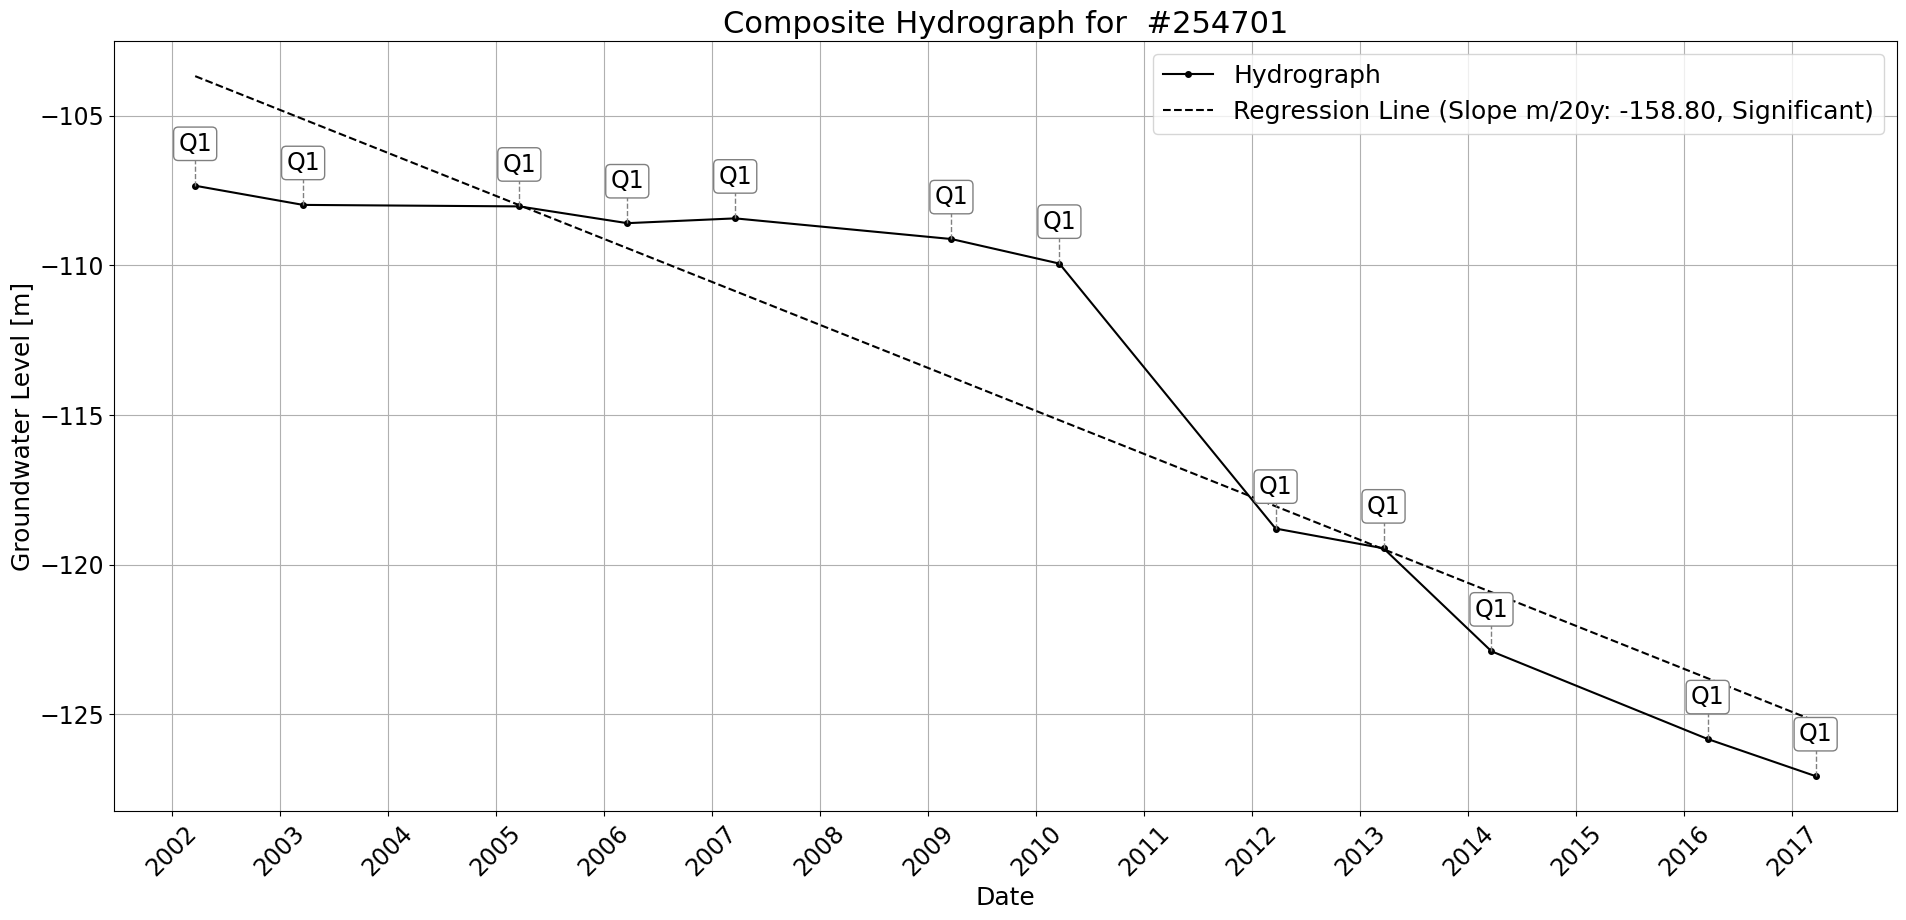 Composite Hydrograph for  #254701
Hydrograph
Regression Line (Slope m/20y: -158.80, Significant)
Groundwater Level [m]
−105
−110
−115
−120
−125
Q1
Q1
Q1
Q1
Q1
Q1
Q1
Q1
Q1
Q1
Q1
Q1
2002
2003
2004
2005
2006
2007
2008
2009
2010
2011
2012
2013
2014
2015
2016
2017
Date